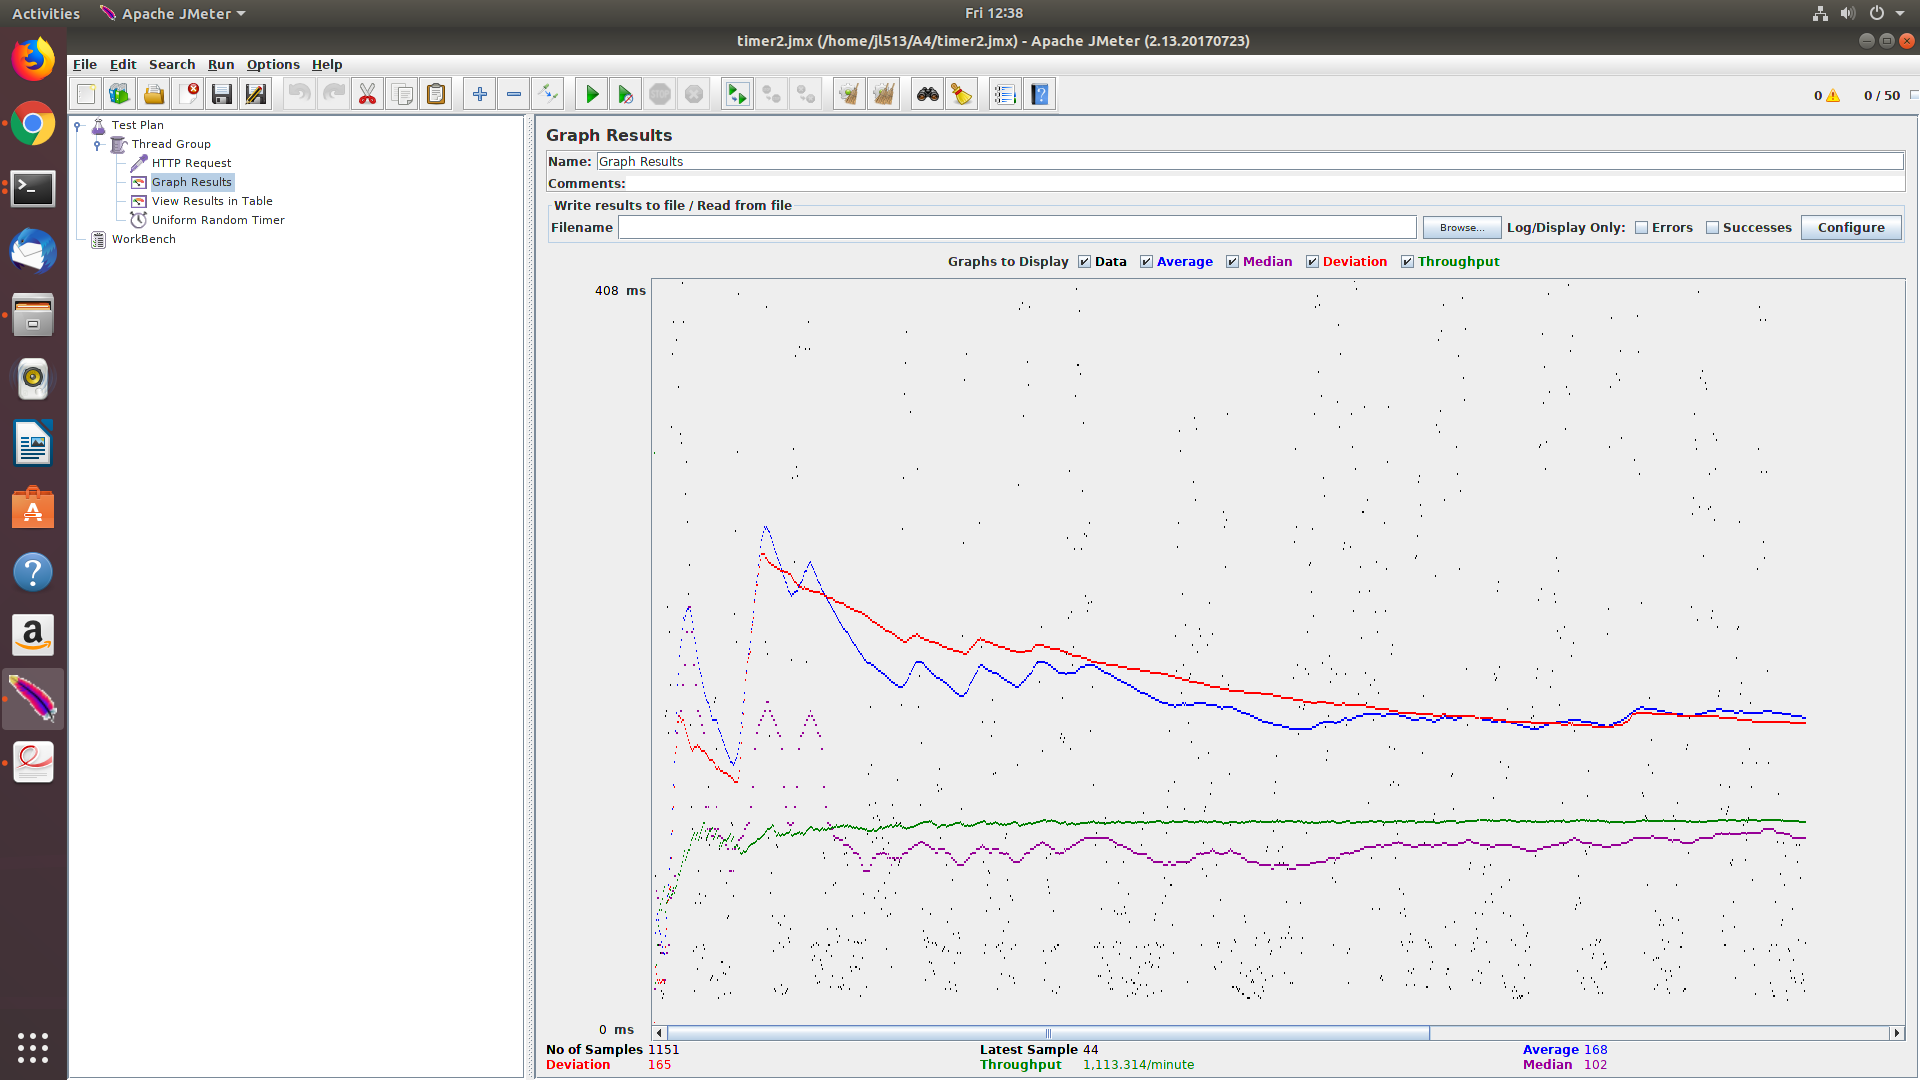 Activities Apache JMeter Fri 12:38
timer2.jmx (/home/jl513/A4/timer2.jmx) - Apache JMeter (2.13.20170723)
File Edit Search Run Options Help
0 0 / 50
Test Plan
Thread Group
HTTP Request
Graph Results
View Results in Table
Uniform Random Timer
WorkBench
Graph Results
Name: Graph Results
Comments:
Write results to file / Read from file
Filename Browse... Log/Display Only: Errors Successes Configure
Graphs to Display Data Average Median Deviation Throughput
408 ms
0 ms
No of Samples 1151 Latest Sample 44 Average 168
Deviation 165 Throughput 1,113.314/minute Median 102